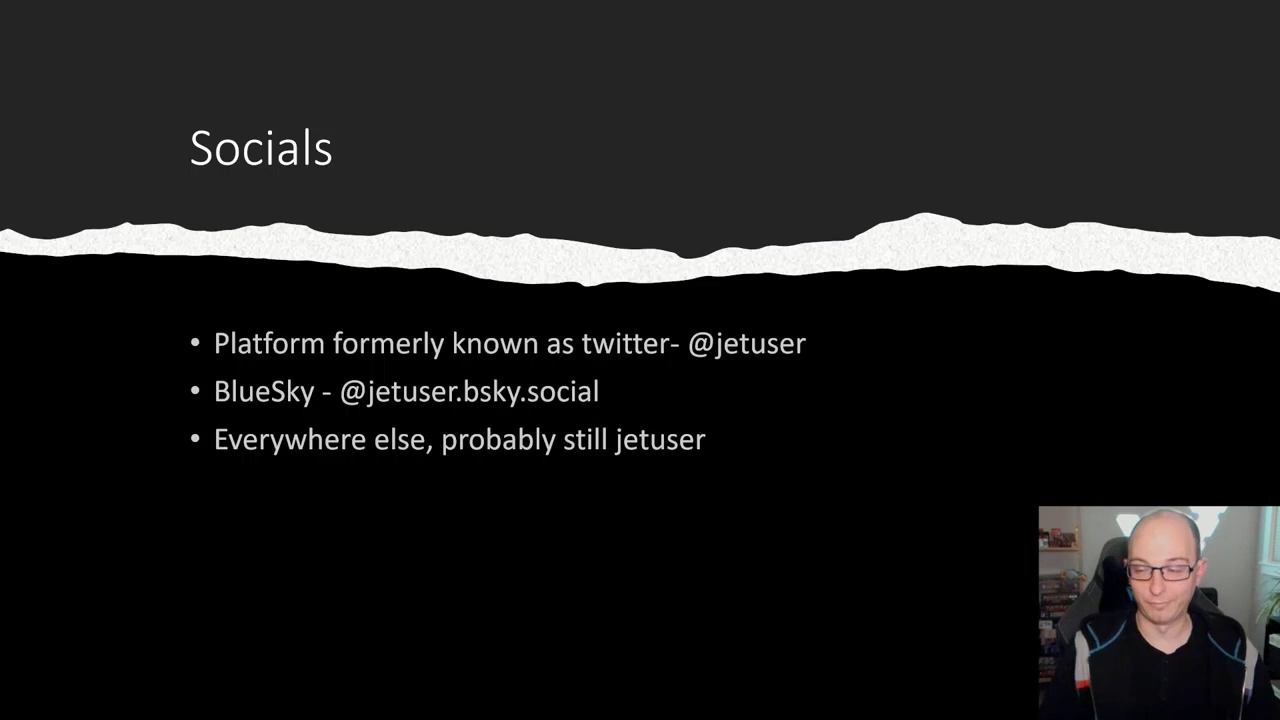 Socials
• Platform formerly known as twitter- @jetuser
• BlueSky - @jetuser.bsky.social
• Everywhere else, probably still jetuser